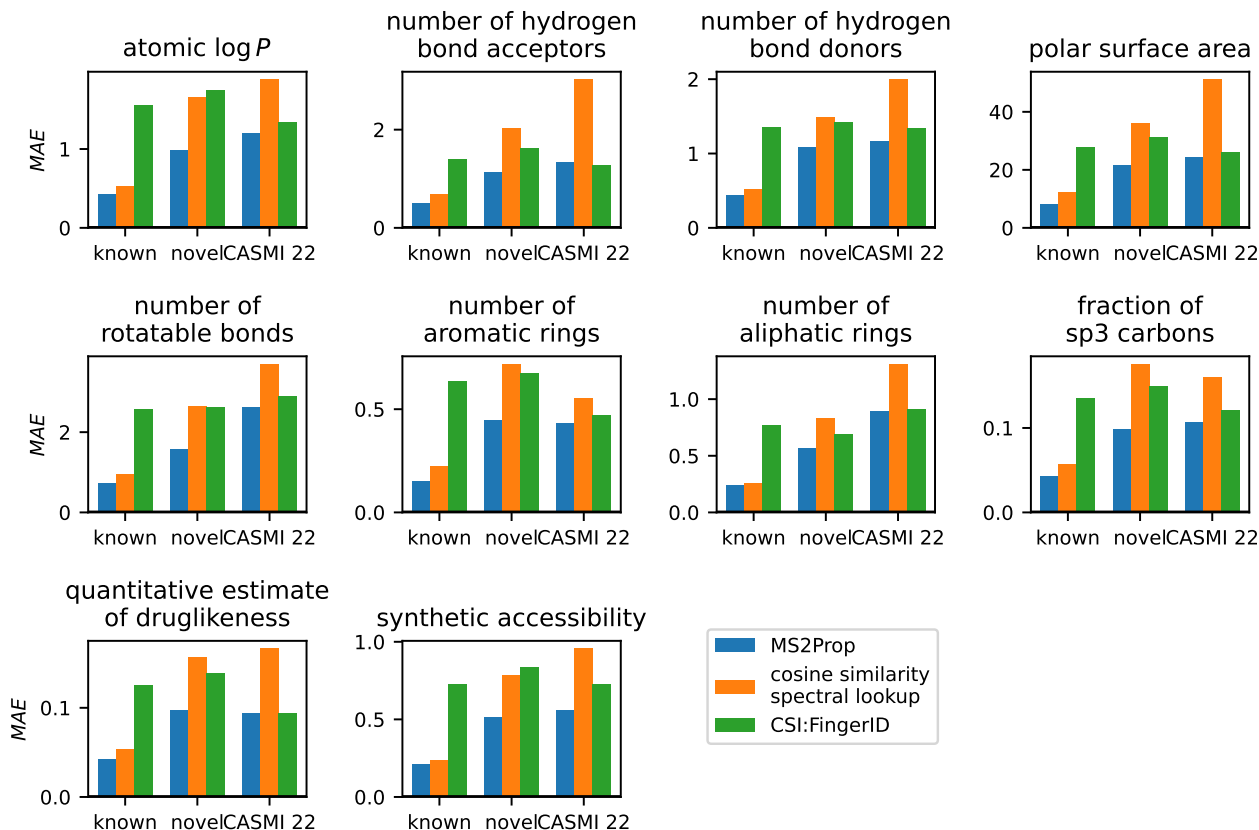 atomic log P
number of hydrogen
bond acceptors
number of hydrogen
bond donors
polar surface area
MAE
1
0
known novel CASMI 22
2
0
known novel CASMI 22
2
1
0
known novel CASMI 22
40
20
0
known novel CASMI 22
number of
rotatable bonds
number of
aromatic rings
number of
aliphatic rings
fraction of
sp3 carbons
MAE
2
0
known novel CASMI 22
0.5
0.0
known novel CASMI 22
1.0
0.5
0.0
known novel CASMI 22
0.1
0.0
known novel CASMI 22
quantitative estimate
of druglikeness
synthetic accessibility
MAE
0.1
0.0
known novel CASMI 22
1.0
0.5
0.0
known novel CASMI 22
MS2Prop
cosine similarity
spectral lookup
CSI:FingerID